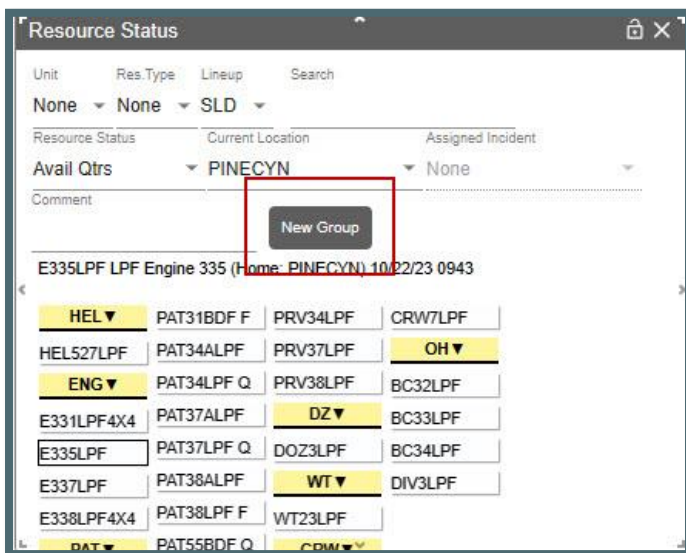 Resource Status
Unit Res.Type Lineup Search
None None SLD
Resource Status Current Location Assigned Incident
Avail Qtrs PINECYN None
Comment
New Group
E335LPF LPF Engine 335 (Home: PINECYN) 10/22/23 0943
HEL▼ PAT31BDF F PRV34LPF CRW7LPF
HEL527LPF PAT34ALPF PRV37LPF OH▼
ENG▼ PAT34LPF Q PRV38LPF BC32LPF
E331LPF4X4 PAT37ALPF DZ▼ BC33LPF
E335LPF PAT37LPF Q DOZ3LPF BC34LPF
E337LPF PAT38ALPF WT▼ DIV3LPF
E338LPF4X4 PAT38LPF F WT23LPF
PAT▼ PAT55BDF Q CRW▼